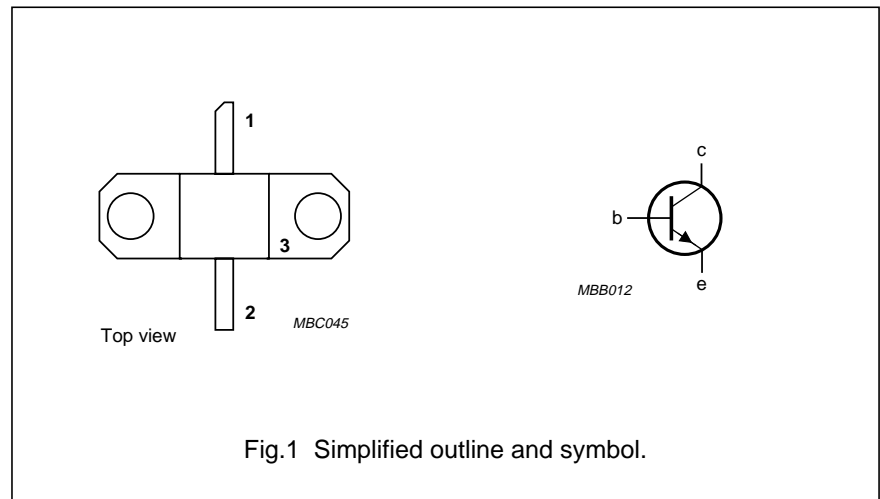 1
3
2
Top view
MBC045
c
b
e
MBB012
Fig.1 Simplified outline and symbol.